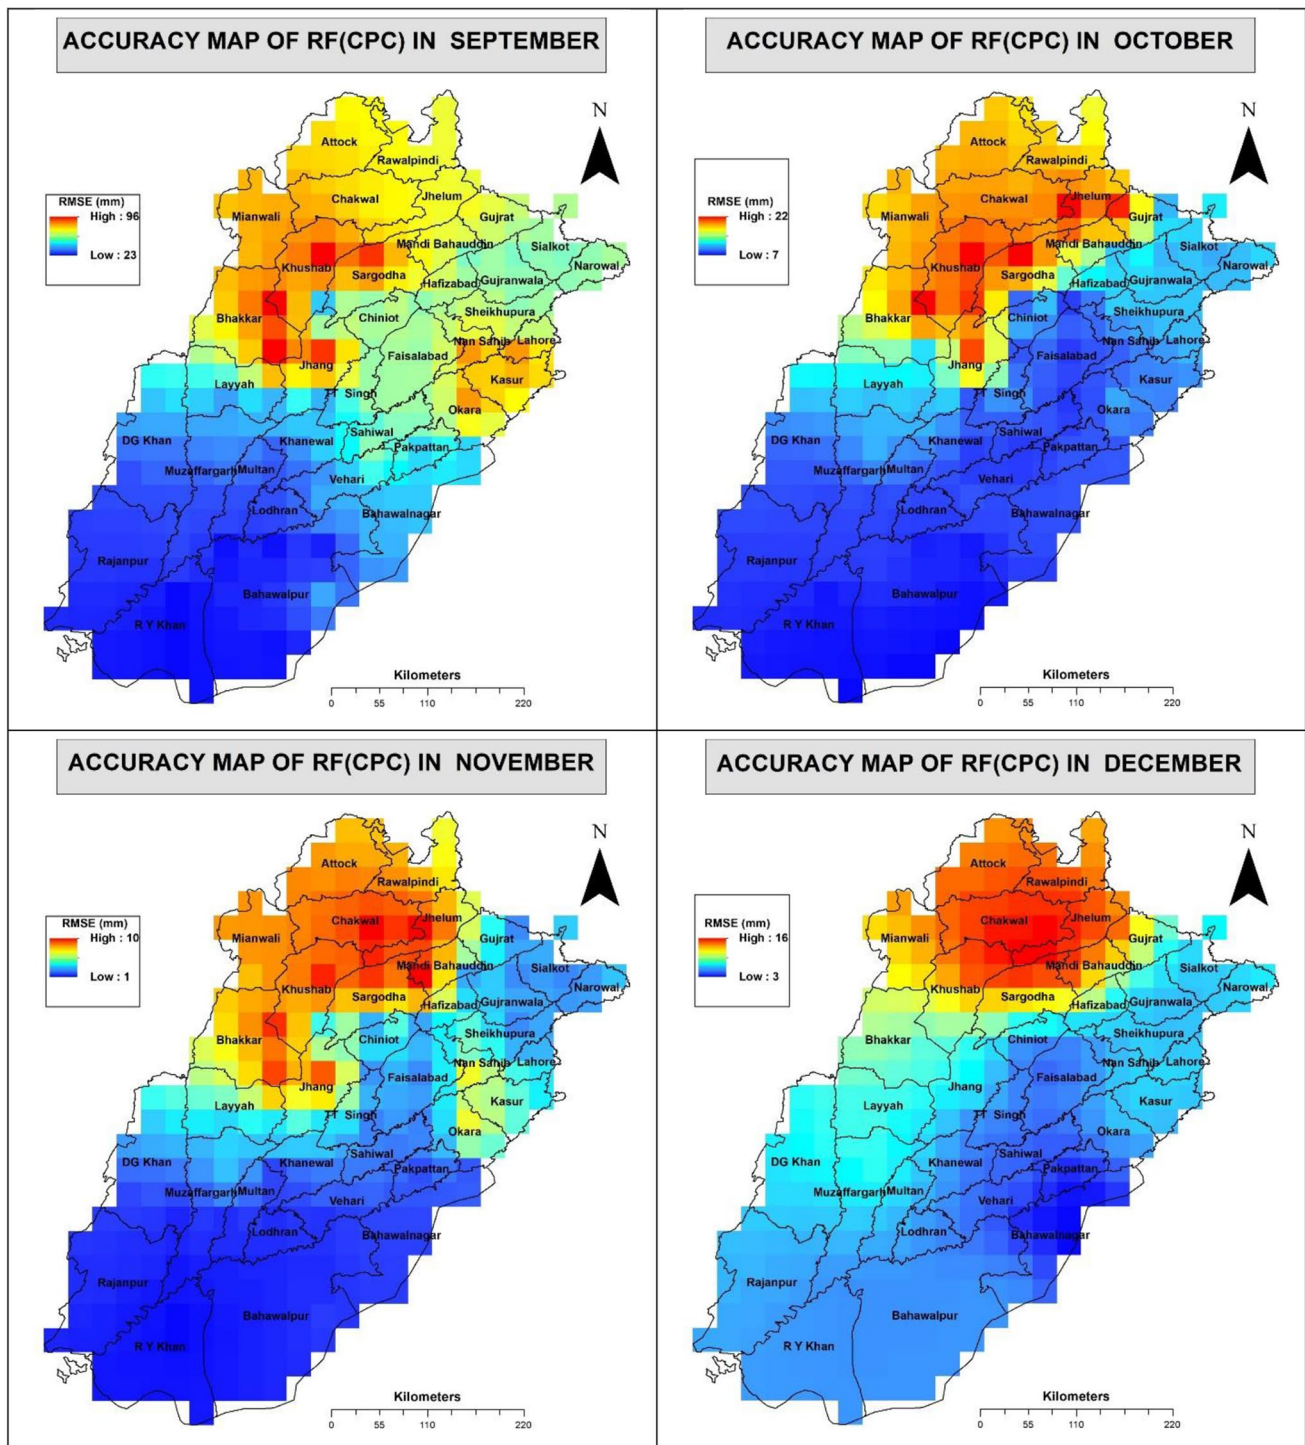 ACCURACY MAP OF RF(CPC) IN SEPTEMBER
N
RMSE (mm)
High : 96
Low : 23
Attock
Rawalpindi
Chakwal
Jhelum
Mianwali
Gujrat
Mandi Bahauddin
Sialkot
Khushab
Sargodha
Narowal
Hafizabad
Gujranwala
Bhakkar
Chiniot
Sheikhupura
Nan Sahib
Lahore
Faisalabad
Jhang
Kasur
Layyah
TT Singh
Okara
DG Khan
Khanewal
Sahiwal
Pakpattan
Muzaffargarh
Multan
Vehari
Lodhran
Bahawalnagar
Rajanpur
Bahawalpur
R Y Khan
Kilometers
0 55 110 220
ACCURACY MAP OF RF(CPC) IN OCTOBER
N
RMSE (mm)
High : 22
Low : 7
Attock
Rawalpindi
Chakwal
Jhelum
Mianwali
Gujrat
Mandi Bahauddin
Sialkot
Khushab
Sargodha
Narowal
Hafizabad
Gujranwala
Bhakkar
Chiniot
Sheikhupura
Nan Sahib
Lahore
Faisalabad
Jhang
Kasur
Layyah
TT Singh
Okara
DG Khan
Khanewal
Sahiwal
Pakpattan
Muzaffargarh
Multan
Vehari
Lodhran
Bahawalnagar
Rajanpur
Bahawalpur
R Y Khan
Kilometers
0 55 110 220
ACCURACY MAP OF RF(CPC) IN NOVEMBER
N
RMSE (mm)
High : 10
Low : 1
Attock
Rawalpindi
Chakwal
Jhelum
Mianwali
Gujrat
Mandi Bahauddin
Sialkot
Khushab
Sargodha
Narowal
Hafizabad
Gujranwala
Bhakkar
Chiniot
Sheikhupura
Nan Sahib
Lahore
Faisalabad
Jhang
Kasur
Layyah
TT Singh
Okara
DG Khan
Khanewal
Sahiwal
Pakpattan
Muzaffargarh
Multan
Vehari
Lodhran
Bahawalnagar
Rajanpur
Bahawalpur
R Y Khan
Kilometers
0 55 110 220
ACCURACY MAP OF RF(CPC) IN DECEMBER
N
RMSE (mm)
High : 16
Low : 3
Attock
Rawalpindi
Chakwal
Jhelum
Mianwali
Gujrat
Mandi Bahauddin
Sialkot
Khushab
Sargodha
Narowal
Hafizabad
Gujranwala
Bhakkar
Chiniot
Sheikhupura
Nan Sahib
Lahore
Faisalabad
Jhang
Kasur
Layyah
TT Singh
Okara
DG Khan
Khanewal
Sahiwal
Pakpattan
Muzaffargarh
Multan
Vehari
Lodhran
Bahawalnagar
Rajanpur
Bahawalpur
R Y Khan
Kilometers
0 55 110 220